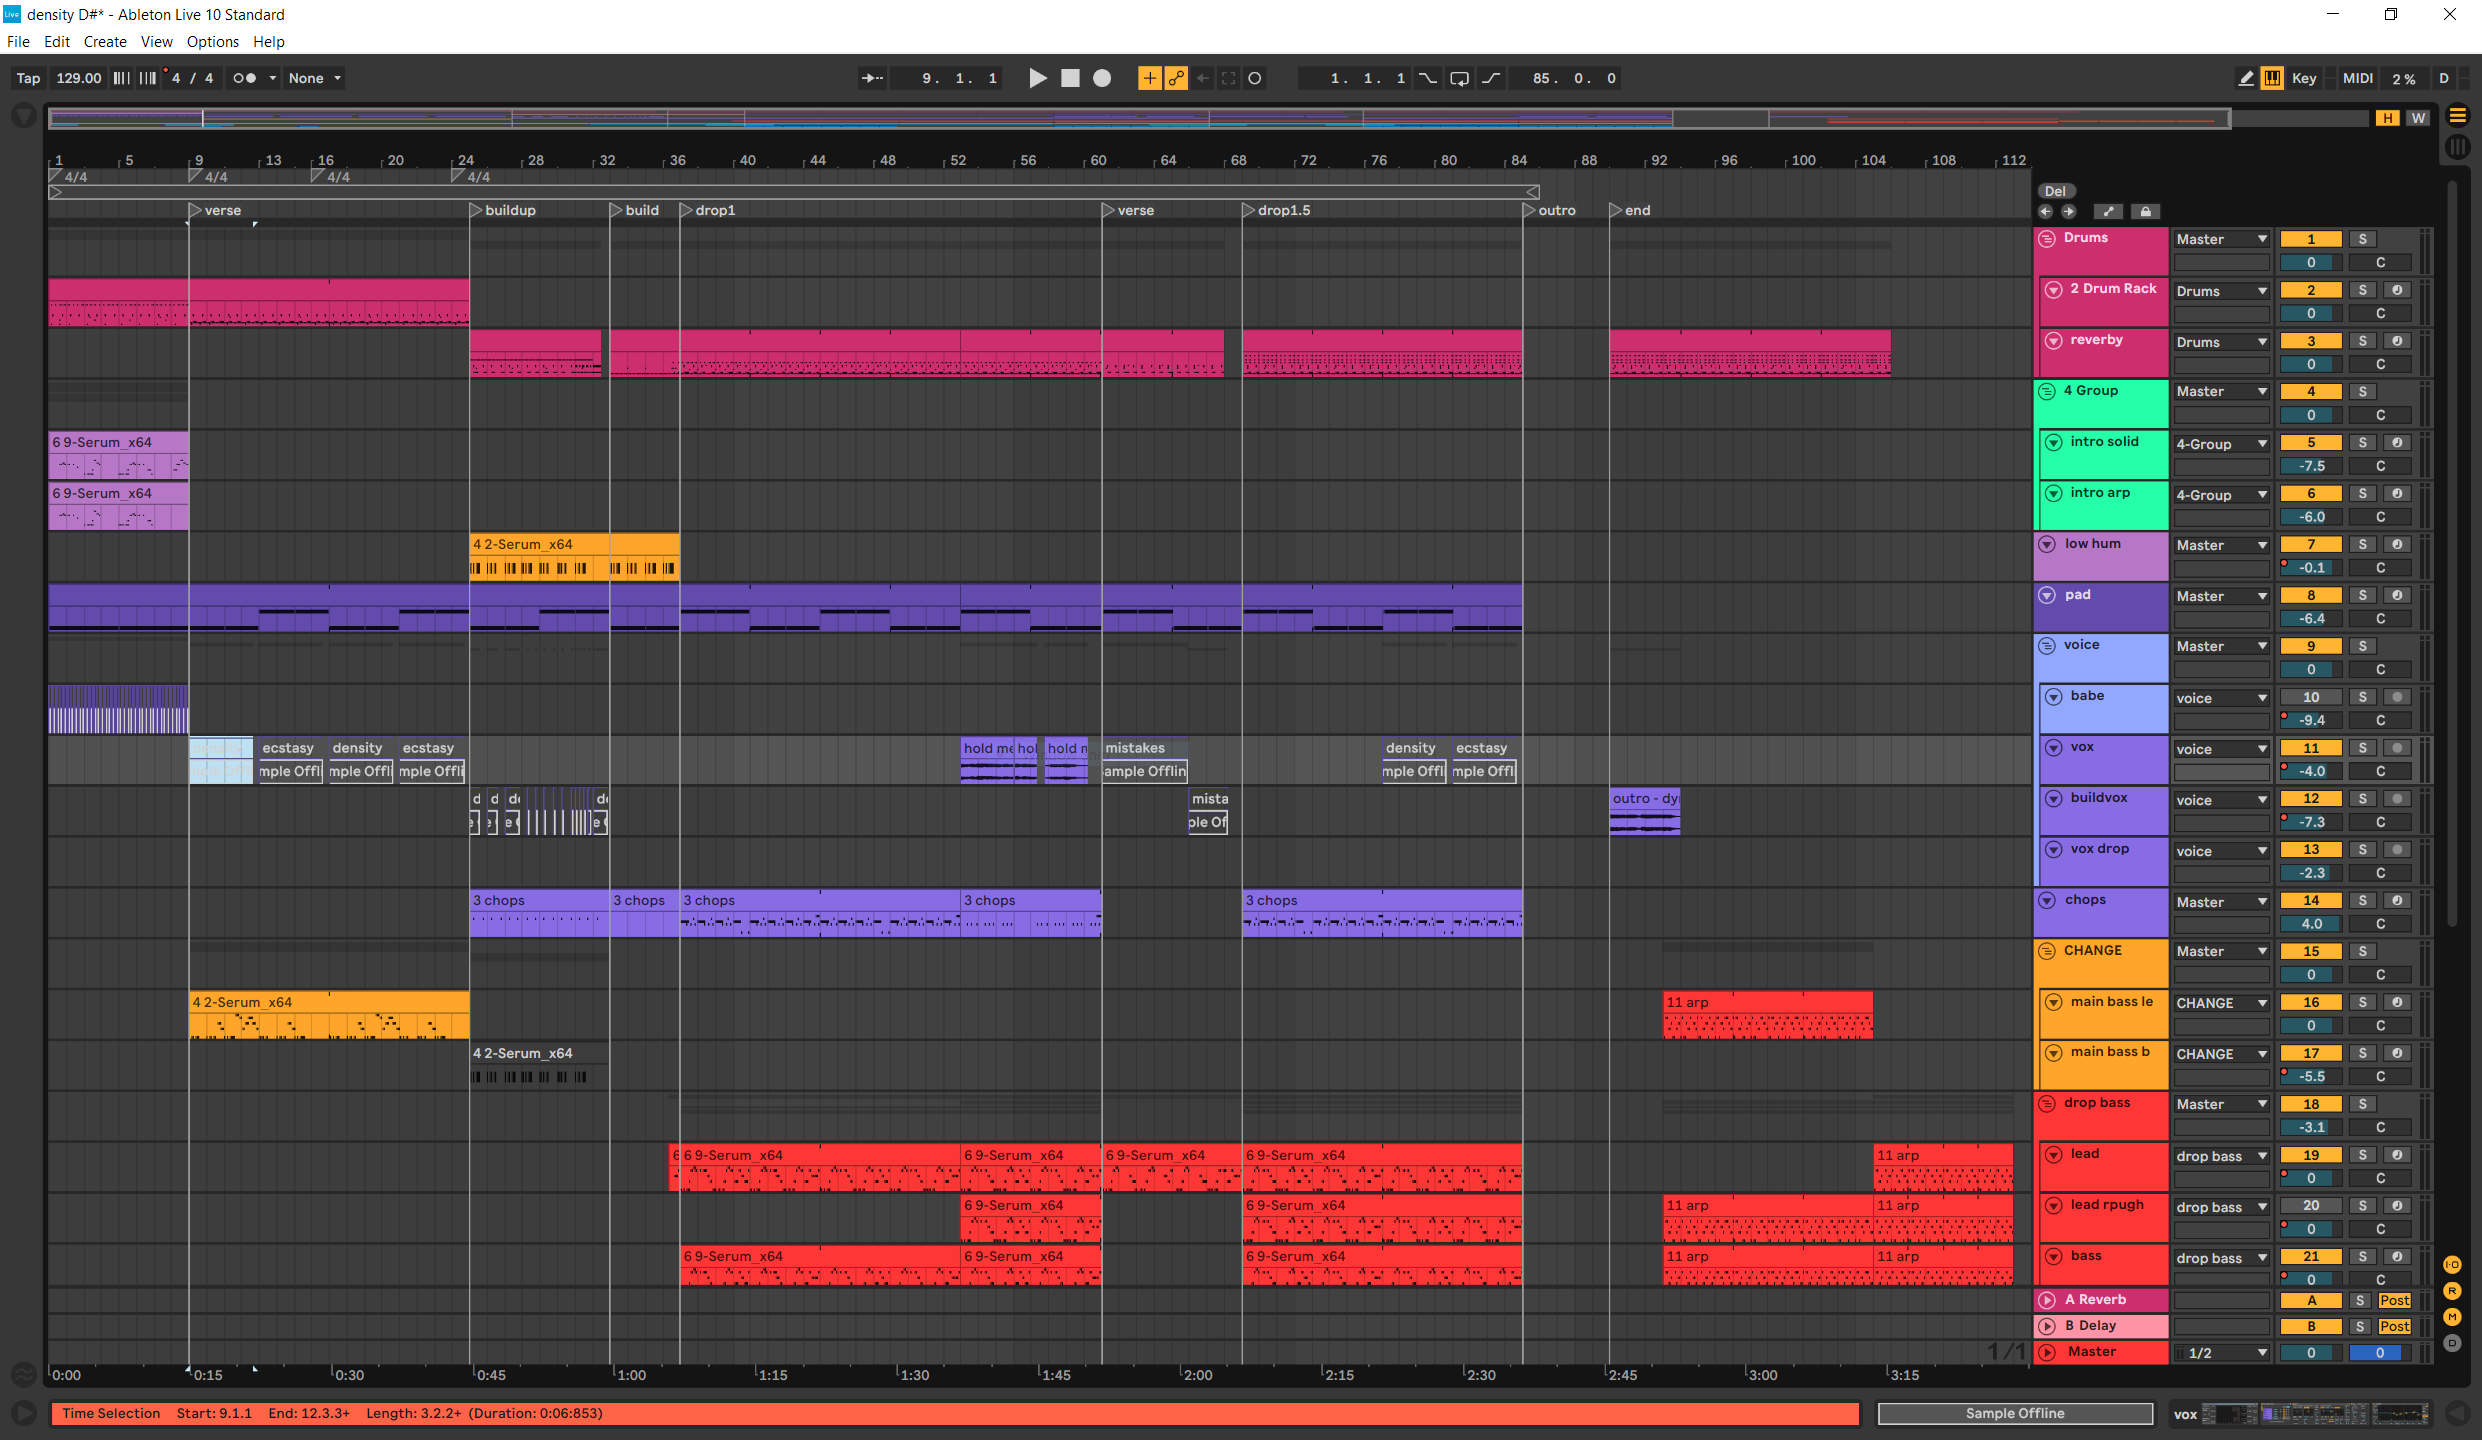 density D#* - Ableton Live 10 Standard
File Edit Create View Options Help
Tap 129.00 4 / 4 None 9. 1. 1 1. 1. 1 85. 0. 0 Key MIDI 2 % D
H W
1 5 9 13 16 20 24 28 32 36 40 44 48 52 56 60 64 68 72 76 80 84 88 92 96 100 104 108 112
4/4 4/4 4/4 4/4
Del
verse buildup build drop1 verse drop1.5 outro end
Drums Master 1 S
0 C
2 Drum Rack Drums 2 S
0 C
reverby Drums 3 S
0 C
4 Group Master 4 S
0 C
6 9-Serum_x64 intro solid 4-Group 5 S
-7.5 C
6 9-Serum_x64 intro arp 4-Group 6 S
-6.0 C
4 2-Serum_x64 low hum Master 7 S
-0.1 C
pad Master 8 S
-6.4 C
voice Master 9 S
0 C
babe voice 10 S
-9.4 C
ecstasy density ecstasy hold me hol hold m mistakes density ecstasy vox voice 11 S
mple Offli mple Offli mple Offli ample Offlin mple Offl mple Offl -4.0 C
d d de de mista outro - dy buildvox voice 12 S
ple Of -7.3 C
vox drop voice 13 S
-2.3 C
3 chops 3 chops 3 chops 3 chops 3 chops chops Master 14 S
4.0 C
CHANGE Master 15 S
0 C
4 2-Serum_x64 11 arp main bass le CHANGE 16 S
0 C
4 2-Serum_x64 main bass b CHANGE 17 S
-5.5 C
drop bass Master 18 S
-3.1 C
6 6 9-Serum_x64 6 9-Serum_x64 6 9-Serum_x64 6 9-Serum_x64 11 arp lead drop bass 19 S
0 C
6 9-Serum_x64 6 9-Serum_x64 11 arp 11 arp lead rpugh drop bass 20 S
0 C
6 9-Serum_x64 6 9-Serum_x64 6 9-Serum_x64 11 arp 11 arp bass drop bass 21 S
0 C
A Reverb A S Post
B Delay B S Post
1/1 Master 1/2 0 0
I·O
R
M
D
0:00 0:15 0:30 0:45 1:00 1:15 1:30 1:45 2:00 2:15 2:30 2:45 3:00 3:15
Time Selection Start: 9.1.1 End: 12.3.3+ Length: 3.2.2+ (Duration: 0:06:853) Sample Offline vox